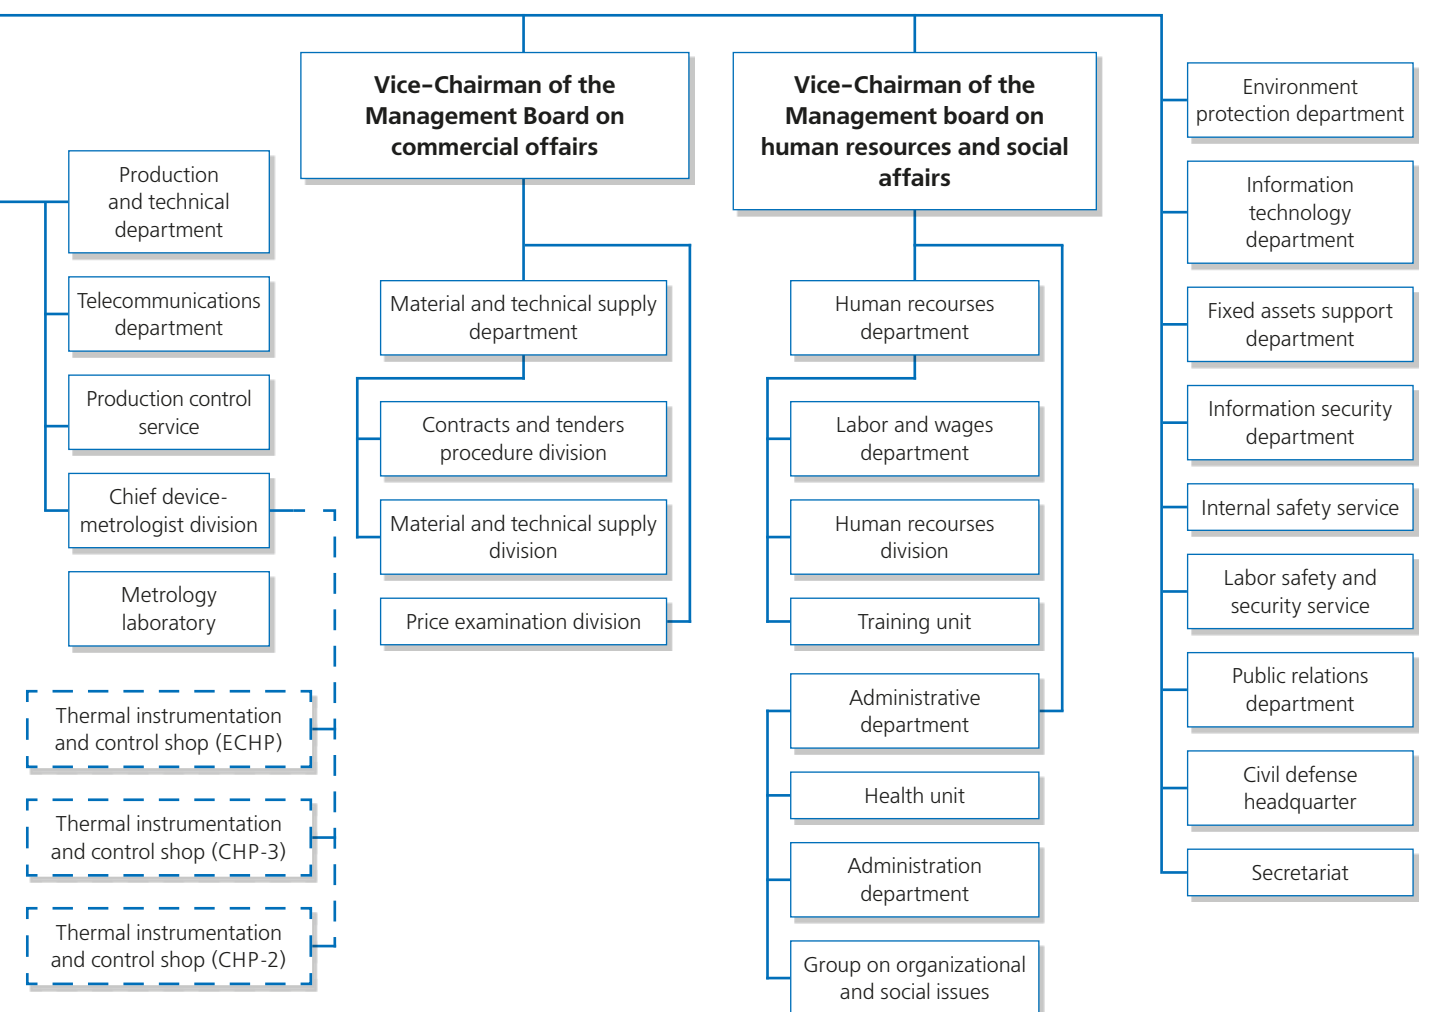 Production
and technical
department
Telecommunications
department
Production control
service
Chief device-
metrologist division
Metrology
laboratory
Thermal instrumentation
and control shop (ECHP)
Thermal instrumentation
and control shop (CHP-3)
Thermal instrumentation
and control shop (CHP-2)
Vice-Chairman of the
Management Board on
commercial offairs
Material and technical supply
department
Contracts and tenders
procedure division
Material and technical supply
division
Price examination division
Vice-Chairman of the
Management board on
human resources and social
affairs
Human recourses
department
Labor and wages
department
Human recourses
division
Training unit
Administrative
department
Health unit
Administration
department
Group on organizational
and social issues
Environment
protection department
Information
technology
department
Fixed assets support
department
Information security
department
Internal safety service
Labor safety and
security service
Public relations
department
Civil defense
headquarter
Secretariat